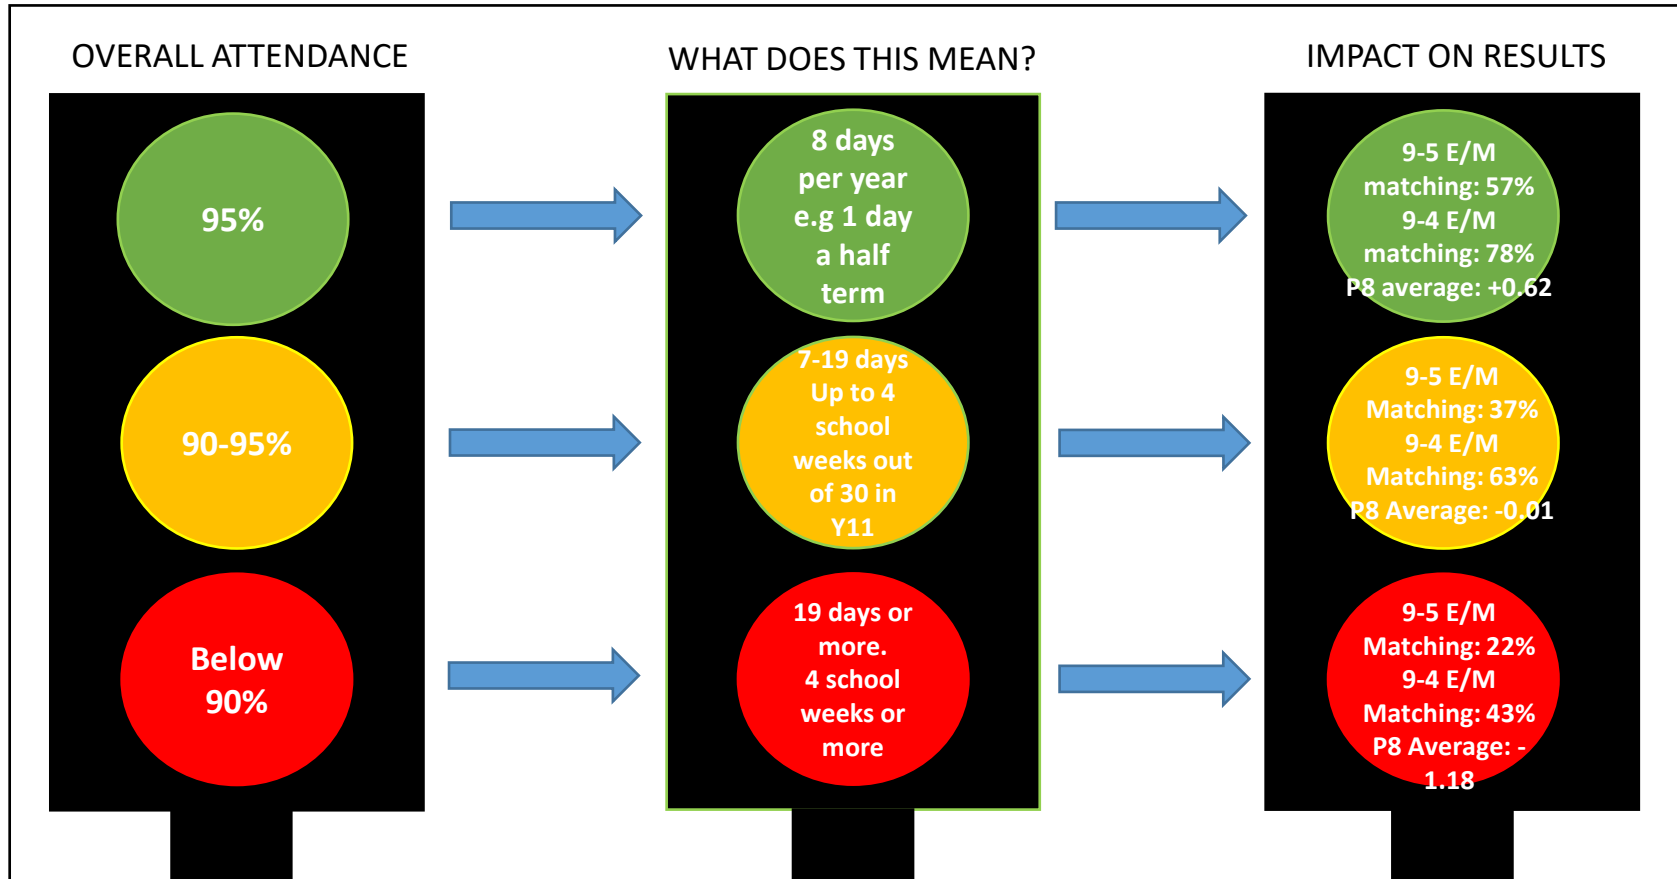 OVERALL ATTENDANCE
WHAT DOES THIS MEAN?
IMPACT ON RESULTS
95%
8 days
per year
e.g 1 day
a half
term
9-5 E/M
matching: 57%
9-4 E/M
matching: 78%
P8 average: +0.62
90-95%
7-19 days
Up to 4
school
weeks out
of 30 in
Y11
9-5 E/M
Matching: 37%
9-4 E/M
Matching: 63%
P8 Average: -0.01
Below
90%
19 days or
more.
4 school
weeks or
more
9-5 E/M
Matching: 22%
9-4 E/M
Matching: 43%
P8 Average: -
1.18